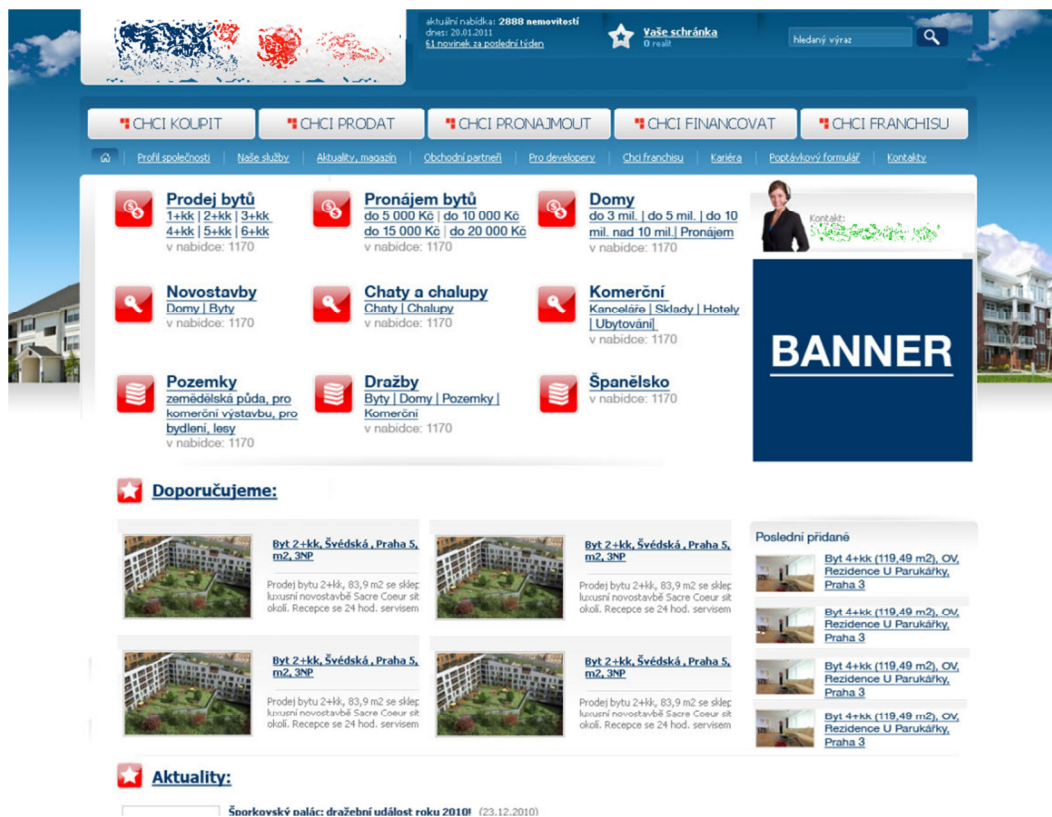 aktuální nabídka: 2888 nemovitostí
dnes: 20.01.2011
61 novinek za poslední týden
Vaše schránka
0 realit
hledaný výraz
CHCI KOUPIT
CHCI PRODAT
CHCI PRONAJMOUT
CHCI FINANCOVAT
CHCI FRANCHISU
Profil společnosti | Naše služby | Aktuality, magazín | Obchodní partneři | Pro developery | Chci franchisu | Kariéra | Poptávkový formulář | Kontakty
Prodej bytů
1+kk | 2+kk | 3+kk
4+kk | 5+kk | 6+kk
v nabídce: 1170
Pronájem bytů
do 5 000 Kč | do 10 000 Kč
do 15 000 Kč | do 20 000 Kč
v nabídce: 1170
Domy
do 3 mil. | do 5 mil. | do 10
mil. nad 10 mil.| Pronájem
v nabídce: 1170
Kontakt:
Novostavby
Domy | Byty
v nabídce: 1170
Chaty a chalupy
Chaty | Chalupy
v nabídce: 1170
Komerční
Kanceláře | Sklady | Hotely
| Ubytování|
v nabídce: 1170
BANNER
Pozemky
zemědělská půda, pro
komerční výstavbu, pro
bydlení, lesy
v nabídce: 1170
Dražby
Byty | Domy | Pozemky |
Komerční
v nabídce: 1170
Španělsko
v nabídce: 1170
Doporučujeme:
Byt 2+kk, Švédská , Praha 5,
m2, 3NP
Prodej bytu 2+kk, 83,9 m2 se sklep
luxusní novostavbě Sacre Coeur sit
okolí. Recepce se 24 hod. servisem
Byt 2+kk, Švédská , Praha 5,
m2, 3NP
Prodej bytu 2+kk, 83,9 m2 se sklep
luxusní novostavbě Sacre Coeur sit
okolí. Recepce se 24 hod. servisem
Byt 2+kk, Švédská , Praha 5,
m2, 3NP
Prodej bytu 2+kk, 83,9 m2 se sklep
luxusní novostavbě Sacre Coeur sit
okolí. Recepce se 24 hod. servisem
Byt 2+kk, Švédská , Praha 5,
m2, 3NP
Prodej bytu 2+kk, 83,9 m2 se sklep
luxusní novostavbě Sacre Coeur sit
okolí. Recepce se 24 hod. servisem
Poslední přidané
Byt 4+kk (119,49 m2), OV,
Rezidence U Parukářky,
Praha 3
Byt 4+kk (119,49 m2), OV,
Rezidence U Parukářky,
Praha 3
Byt 4+kk (119,49 m2), OV,
Rezidence U Parukářky,
Praha 3
Byt 4+kk (119,49 m2), OV,
Rezidence U Parukářky,
Praha 3
Aktuality:
Šporkovský palác: dražební událost roku 2010! (23.12.2010)